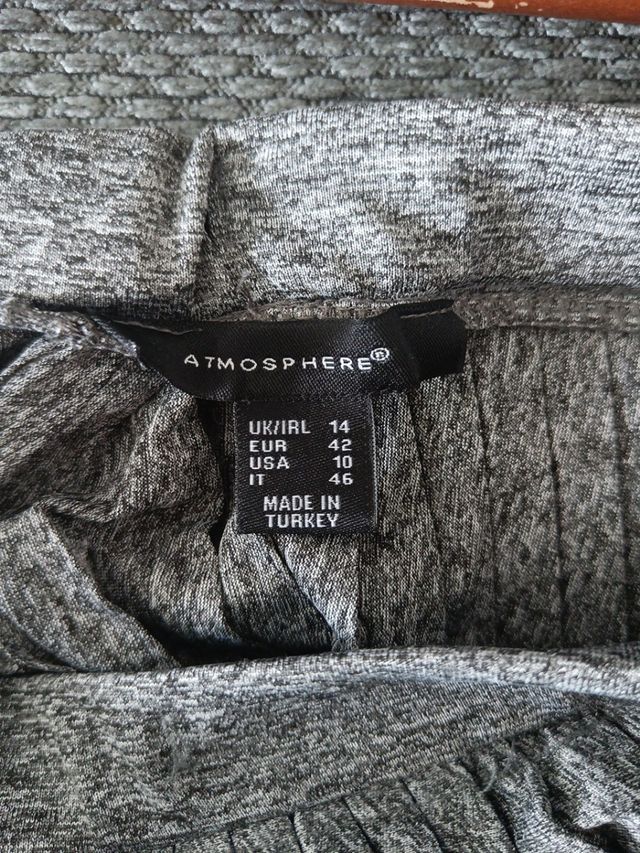 ATMOSPHERE®
UK/IRL 14
EUR 42
USA 10
IT 46
MADE IN
TURKEY